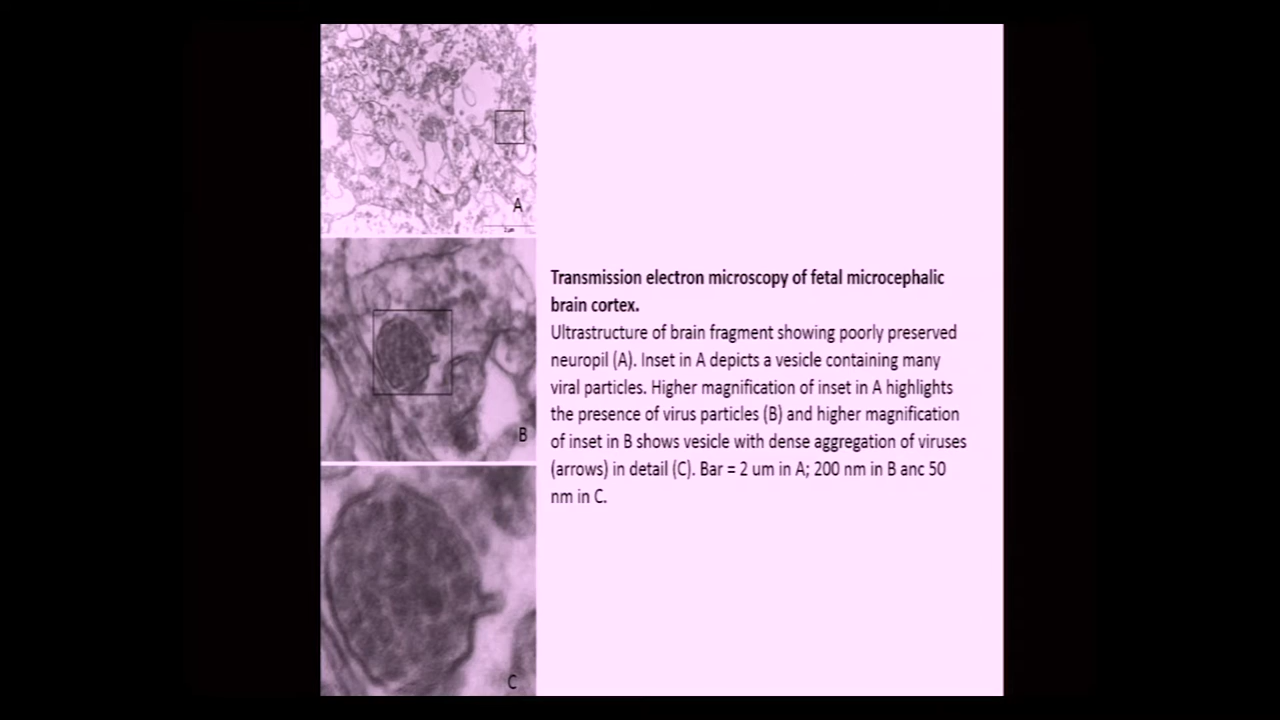 A
2 µm
B
C
Transmission electron microscopy of fetal microcephalic
brain cortex.
Ultrastructure of brain fragment showing poorly preserved
neuropil (A). Inset in A depicts a vesicle containing many
viral particles. Higher magnification of inset in A highlights
the presence of virus particles (B) and higher magnification
of inset in B shows vesicle with dense aggregation of viruses
(arrows) in detail (C). Bar = 2 um in A; 200 nm in B anc 50
nm in C.